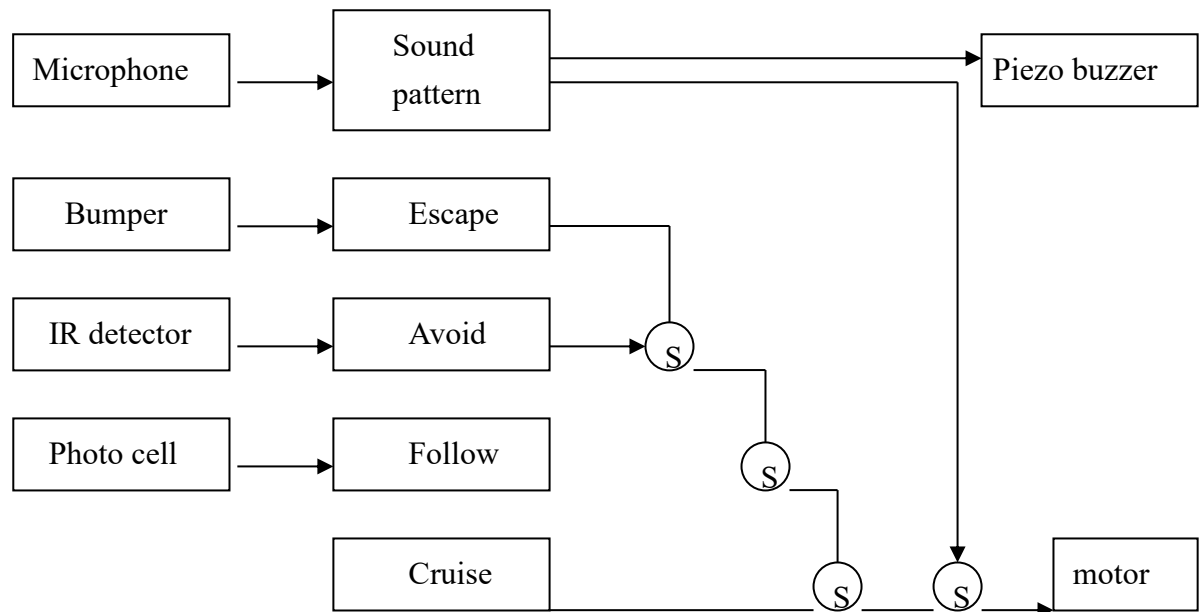 Microphone
Sound
pattern
Piezo buzzer
Bumper
Escape
IR detector
Avoid
S
Photo cell
Follow
S
Cruise
S
S
motor